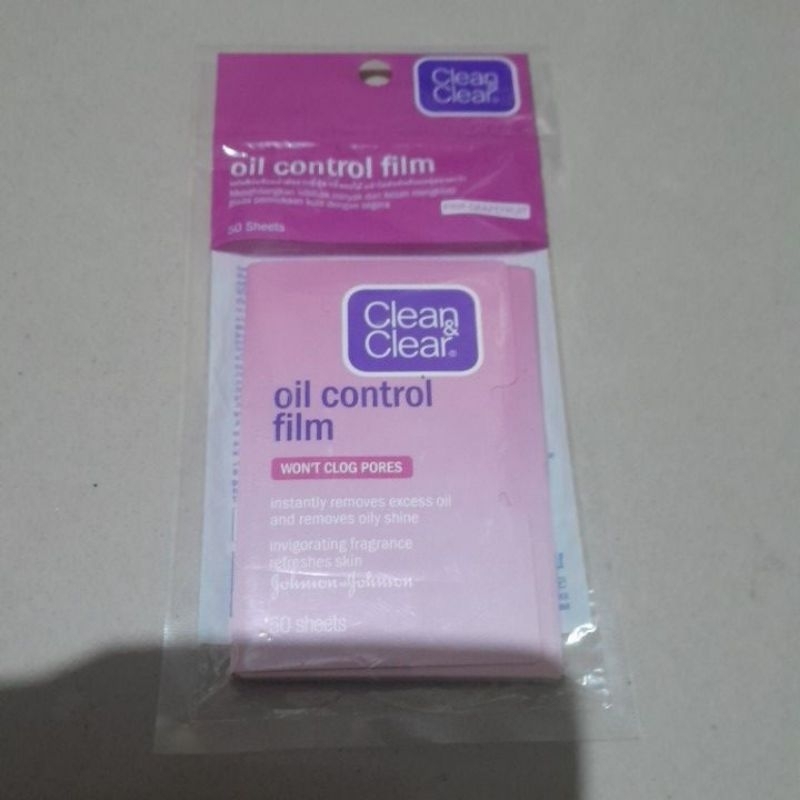 Clean &
Clear
oil control film
50 Sheets
Clean &
Clear®
oil control
film
WON'T CLOG PORES
instantly removes excess oil
and removes oily shine
invigorating fragrance
refreshes skin
Johnson & Johnson
60 sheets